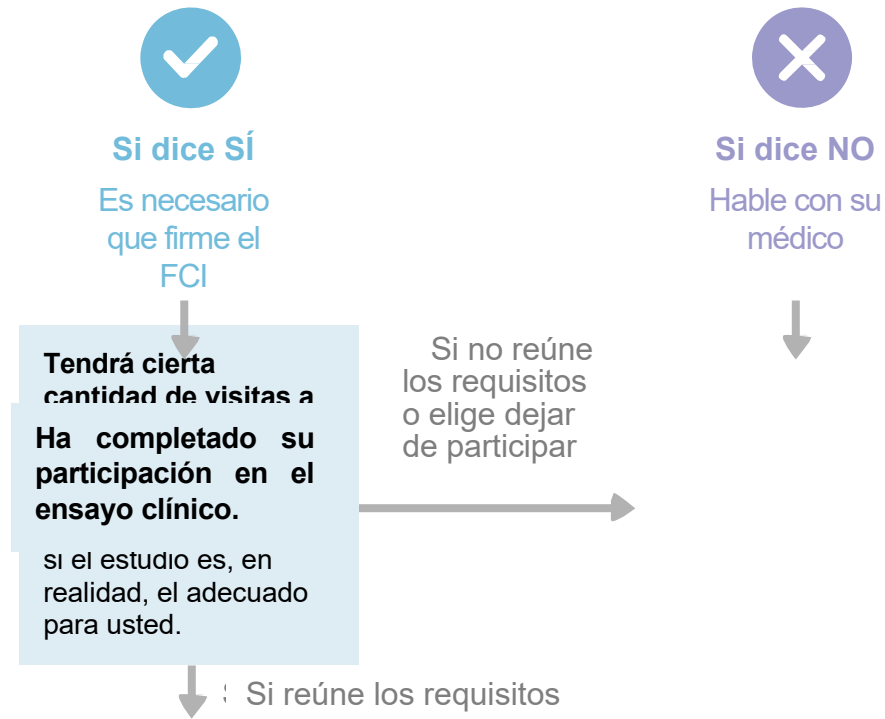 Si dice SÍ
Es necesario
que firme el
FCI
Si dice NO
Hable con su
médico
Tendrá cierta
cantidad de visitas a
Ha completado su
participación en el
ensayo clínico.
si el estudio es, en
realidad, el adecuado
para usted.
Si no reúne
los requisitos
o elige dejar
de participar
Si reúne los requisitos